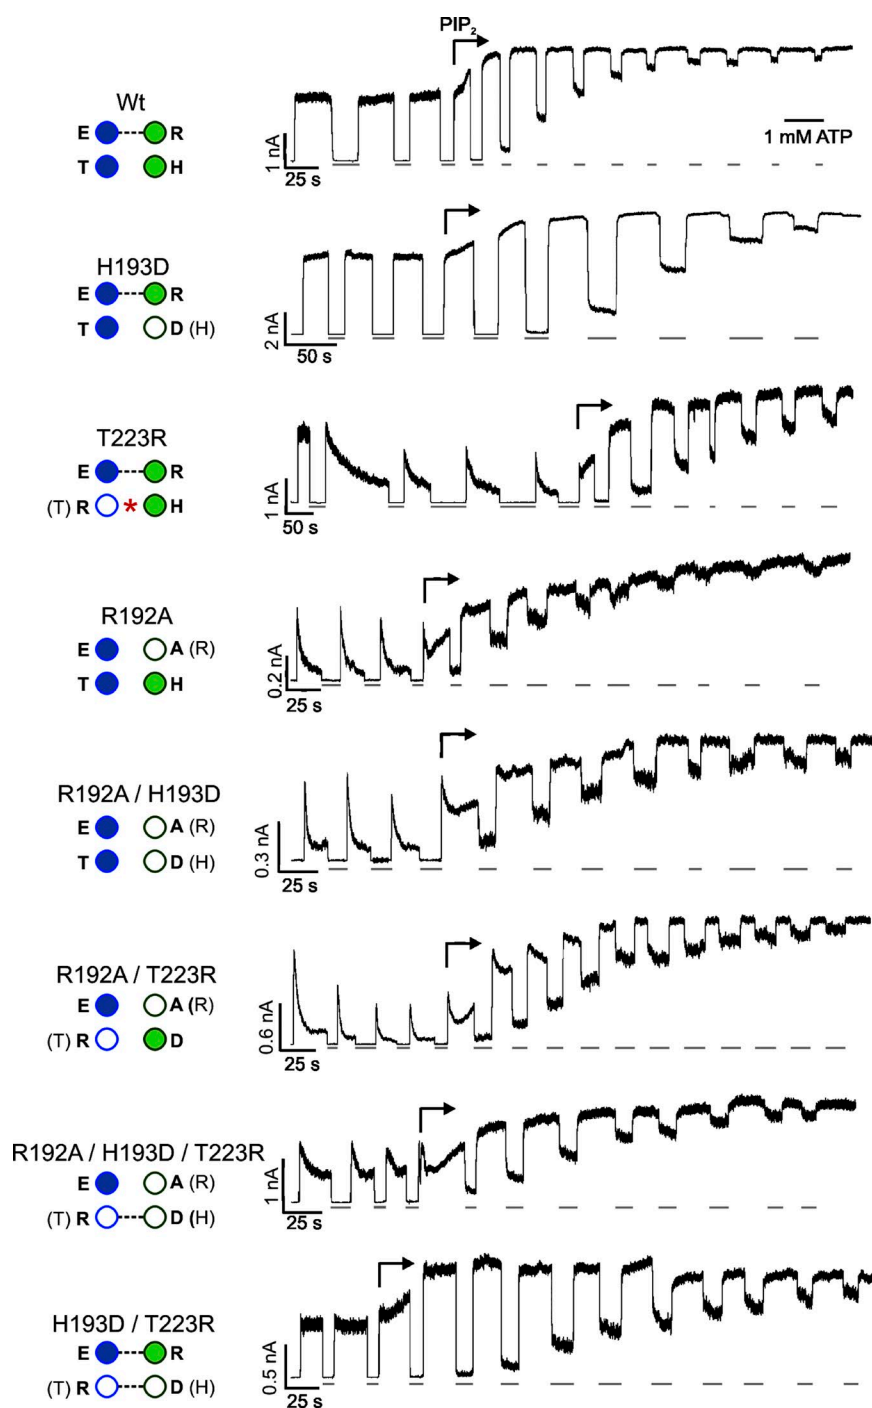 PIP2
Wt
E R
T H
1 nA
25 s
1 mM ATP
H193D
E R
T D (H)
2 nA
50 s
T223R
E R
(T) R * H
1 nA
50 s
R192A
E A (R)
T H
0.2 nA
25 s
R192A / H193D
E A (R)
T D (H)
0.3 nA
25 s
R192A / T223R
E A (R)
(T) R D
0.6 nA
25 s
R192A / H193D / T223R
E A (R)
(T) R D (H)
1 nA
25 s
H193D / T223R
E R
(T) R D (H)
0.5 nA
25 s